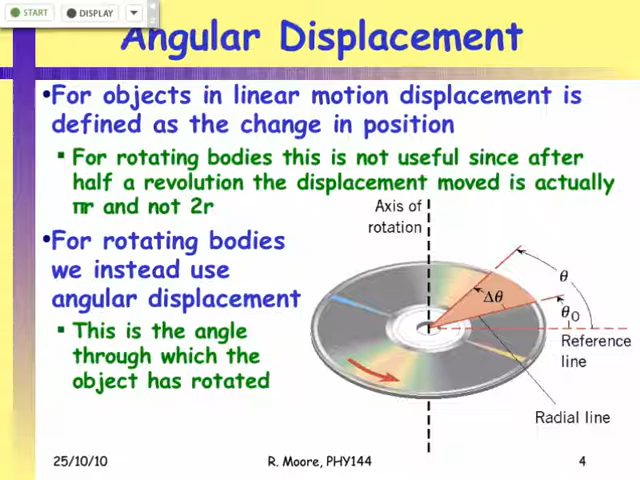 START
DISPLAY
Angular Displacement
•For objects in linear motion displacement is
defined as the change in position
▪ For rotating bodies this is not useful since after
half a revolution the displacement moved is actually
πr and not 2r
•For rotating bodies
we instead use
angular displacement
▪ This is the angle
through which the
object has rotated
Axis of
rotation
θ
Δθ
θ0
Reference
line
Radial line
25/10/10
R. Moore, PHY144
4